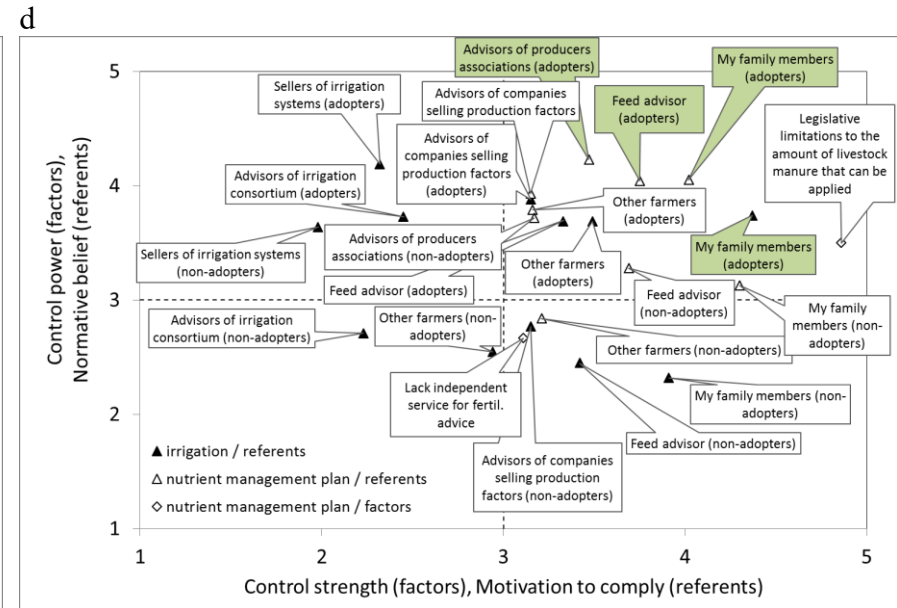 d
Advisors of producers
associations (adopters)
My family members
(adopters)
5
Sellers of irrigation
systems (adopters)
Advisors of companies
selling production factors
Feed advisor
(adopters)
Legislative
limitations to the
amount of livestock
manure that can be
applied
Advisors of
companies selling
production factors
(adopters)
4
Advisors of irrigation
consortium (adopters)
Other farmers
(adopters)
Sellers of irrigation systems
(non-adopters)
Advisors of producers
associations (non-adopters)
Other farmers
(adopters)
My family members
(adopters)
Feed advisor (adopters)
Feed advisor
(non-adopters)
3
My family
members (non-
adopters)
Advisors of irrigation
consortium (non-adopters)
Other farmers (non-
adopters)
Other farmers (non-adopters)
Lack independent
service for fertil.
advice
My family members (non-
adopters)
2
Feed advisor (non-adopters)
Advisors of companies
selling production
factors (non-adopters)
irrigation / referents
nutrient management plan / referents
nutrient management plan / factors
1
1 2 3 4 5
Control power (factors),
Normative belief (referents)
Control strength (factors), Motivation to comply (referents)